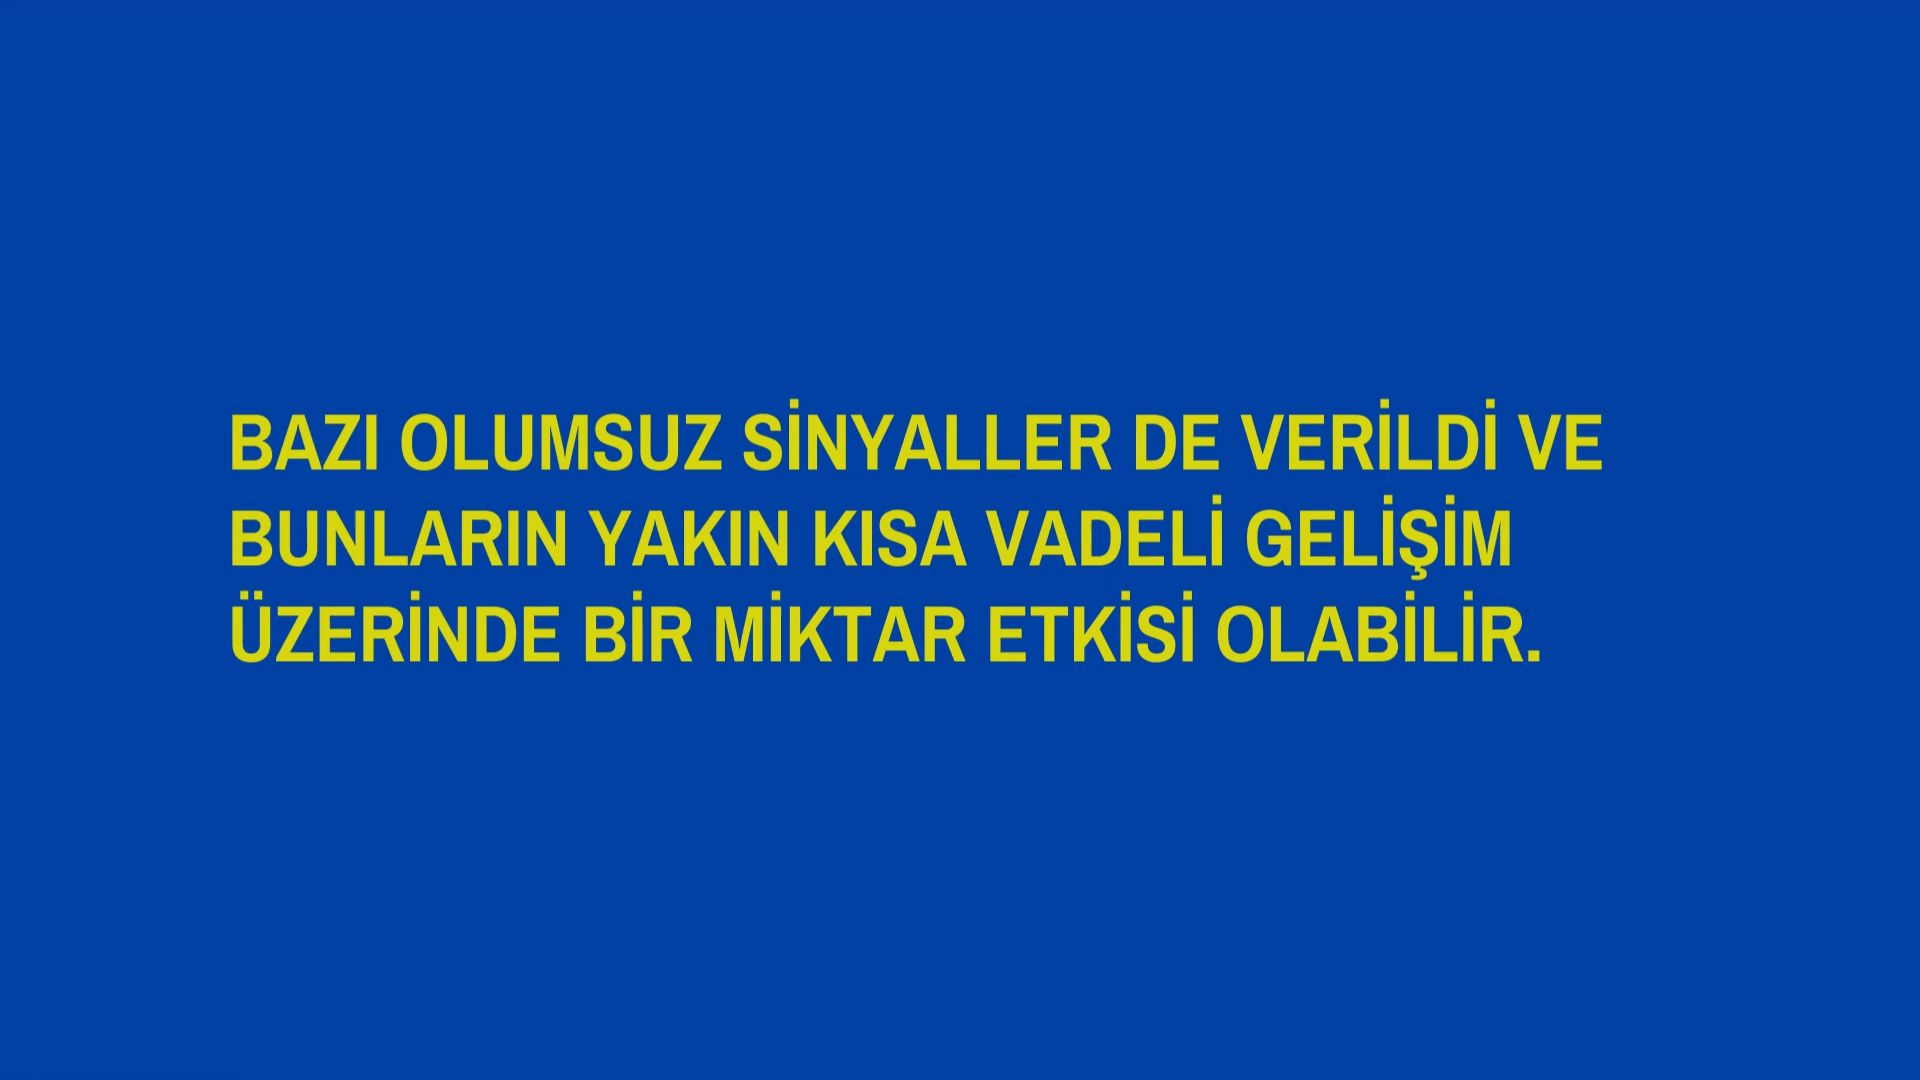 BAZI OLUMSUZ SİNYALLER DE VERİLDİ VE
BUNLARIN YAKIN KISA VADELİ GELİŞİM
ÜZERİNDE BİR MİKTAR ETKİSİ OLABİLİR.